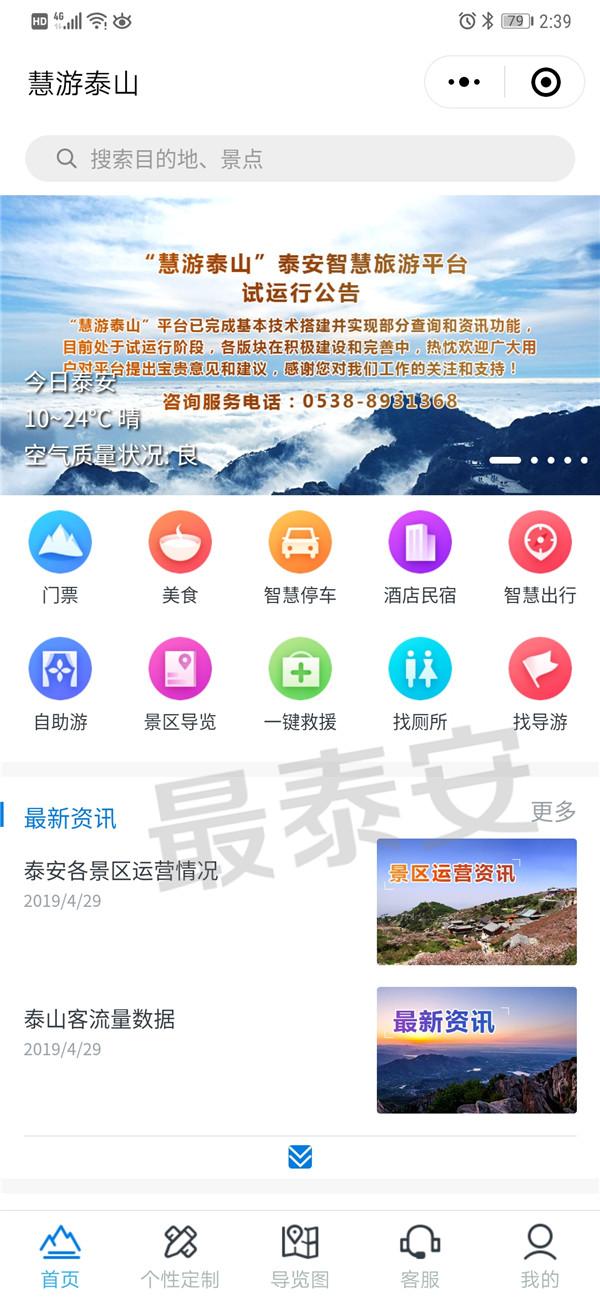 HD 4G 79 2:39
慧游泰山
搜索目的地、景点
“慧游泰山”泰安智慧旅游平台
试运行公告
“慧游泰山”平台已完成基本技术搭建并实现部分查询和资讯功能，
目前处于试运行阶段，各版块在积极建设和完善中，热忱欢迎广大用
户对平台提出宝贵意见和建议，感谢您对我们工作的关注和支持！
今日泰安
咨询服务电话：0538-8931368
10~24°C 晴
空气质量状况: 良
门票 美食 智慧停车 酒店民宿 智慧出行
自助游 景区导览 一键救援 找厕所 找导游
最泰安
最新资讯 更多
泰安各景区运营情况
2019/4/29
景区运营资讯
泰山客流量数据
2019/4/29
最新资讯
首页 个性定制 导览图 客服 我的